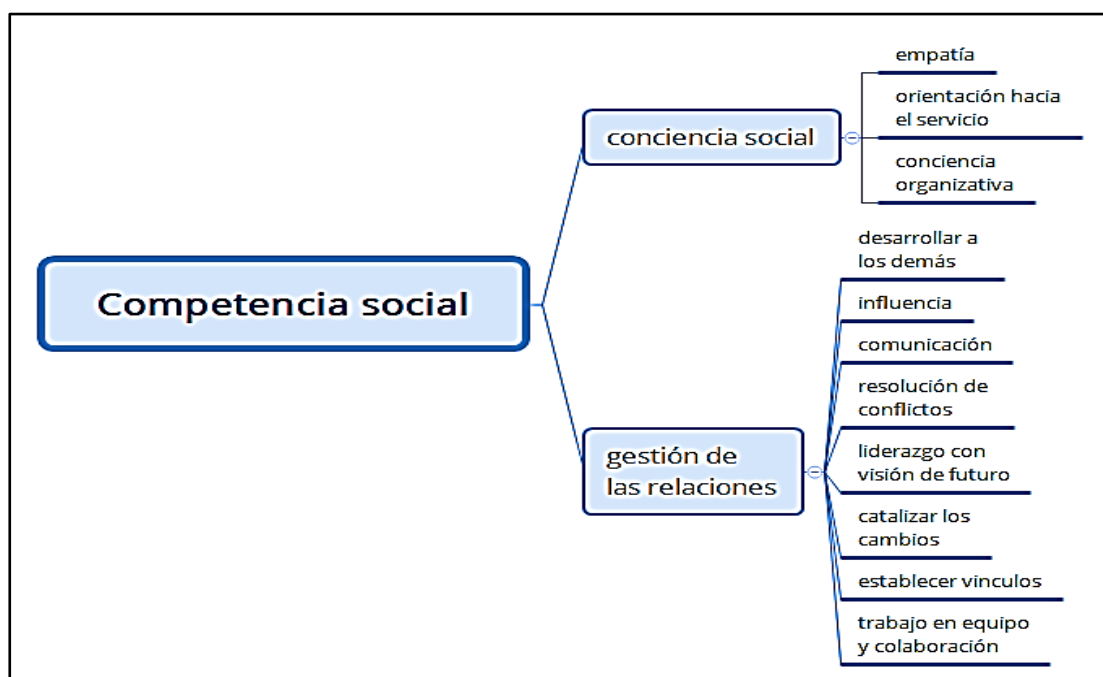 Competencia social
conciencia social
empatía
orientación hacia
el servicio
conciencia
organizativa
gestión de
las relaciones
desarrollar a
los demás
influencia
comunicación
resolución de
conflictos
liderazgo con
visión de futuro
catalizar los
cambios
establecer vinculos
trabajo en equipo
y colaboración